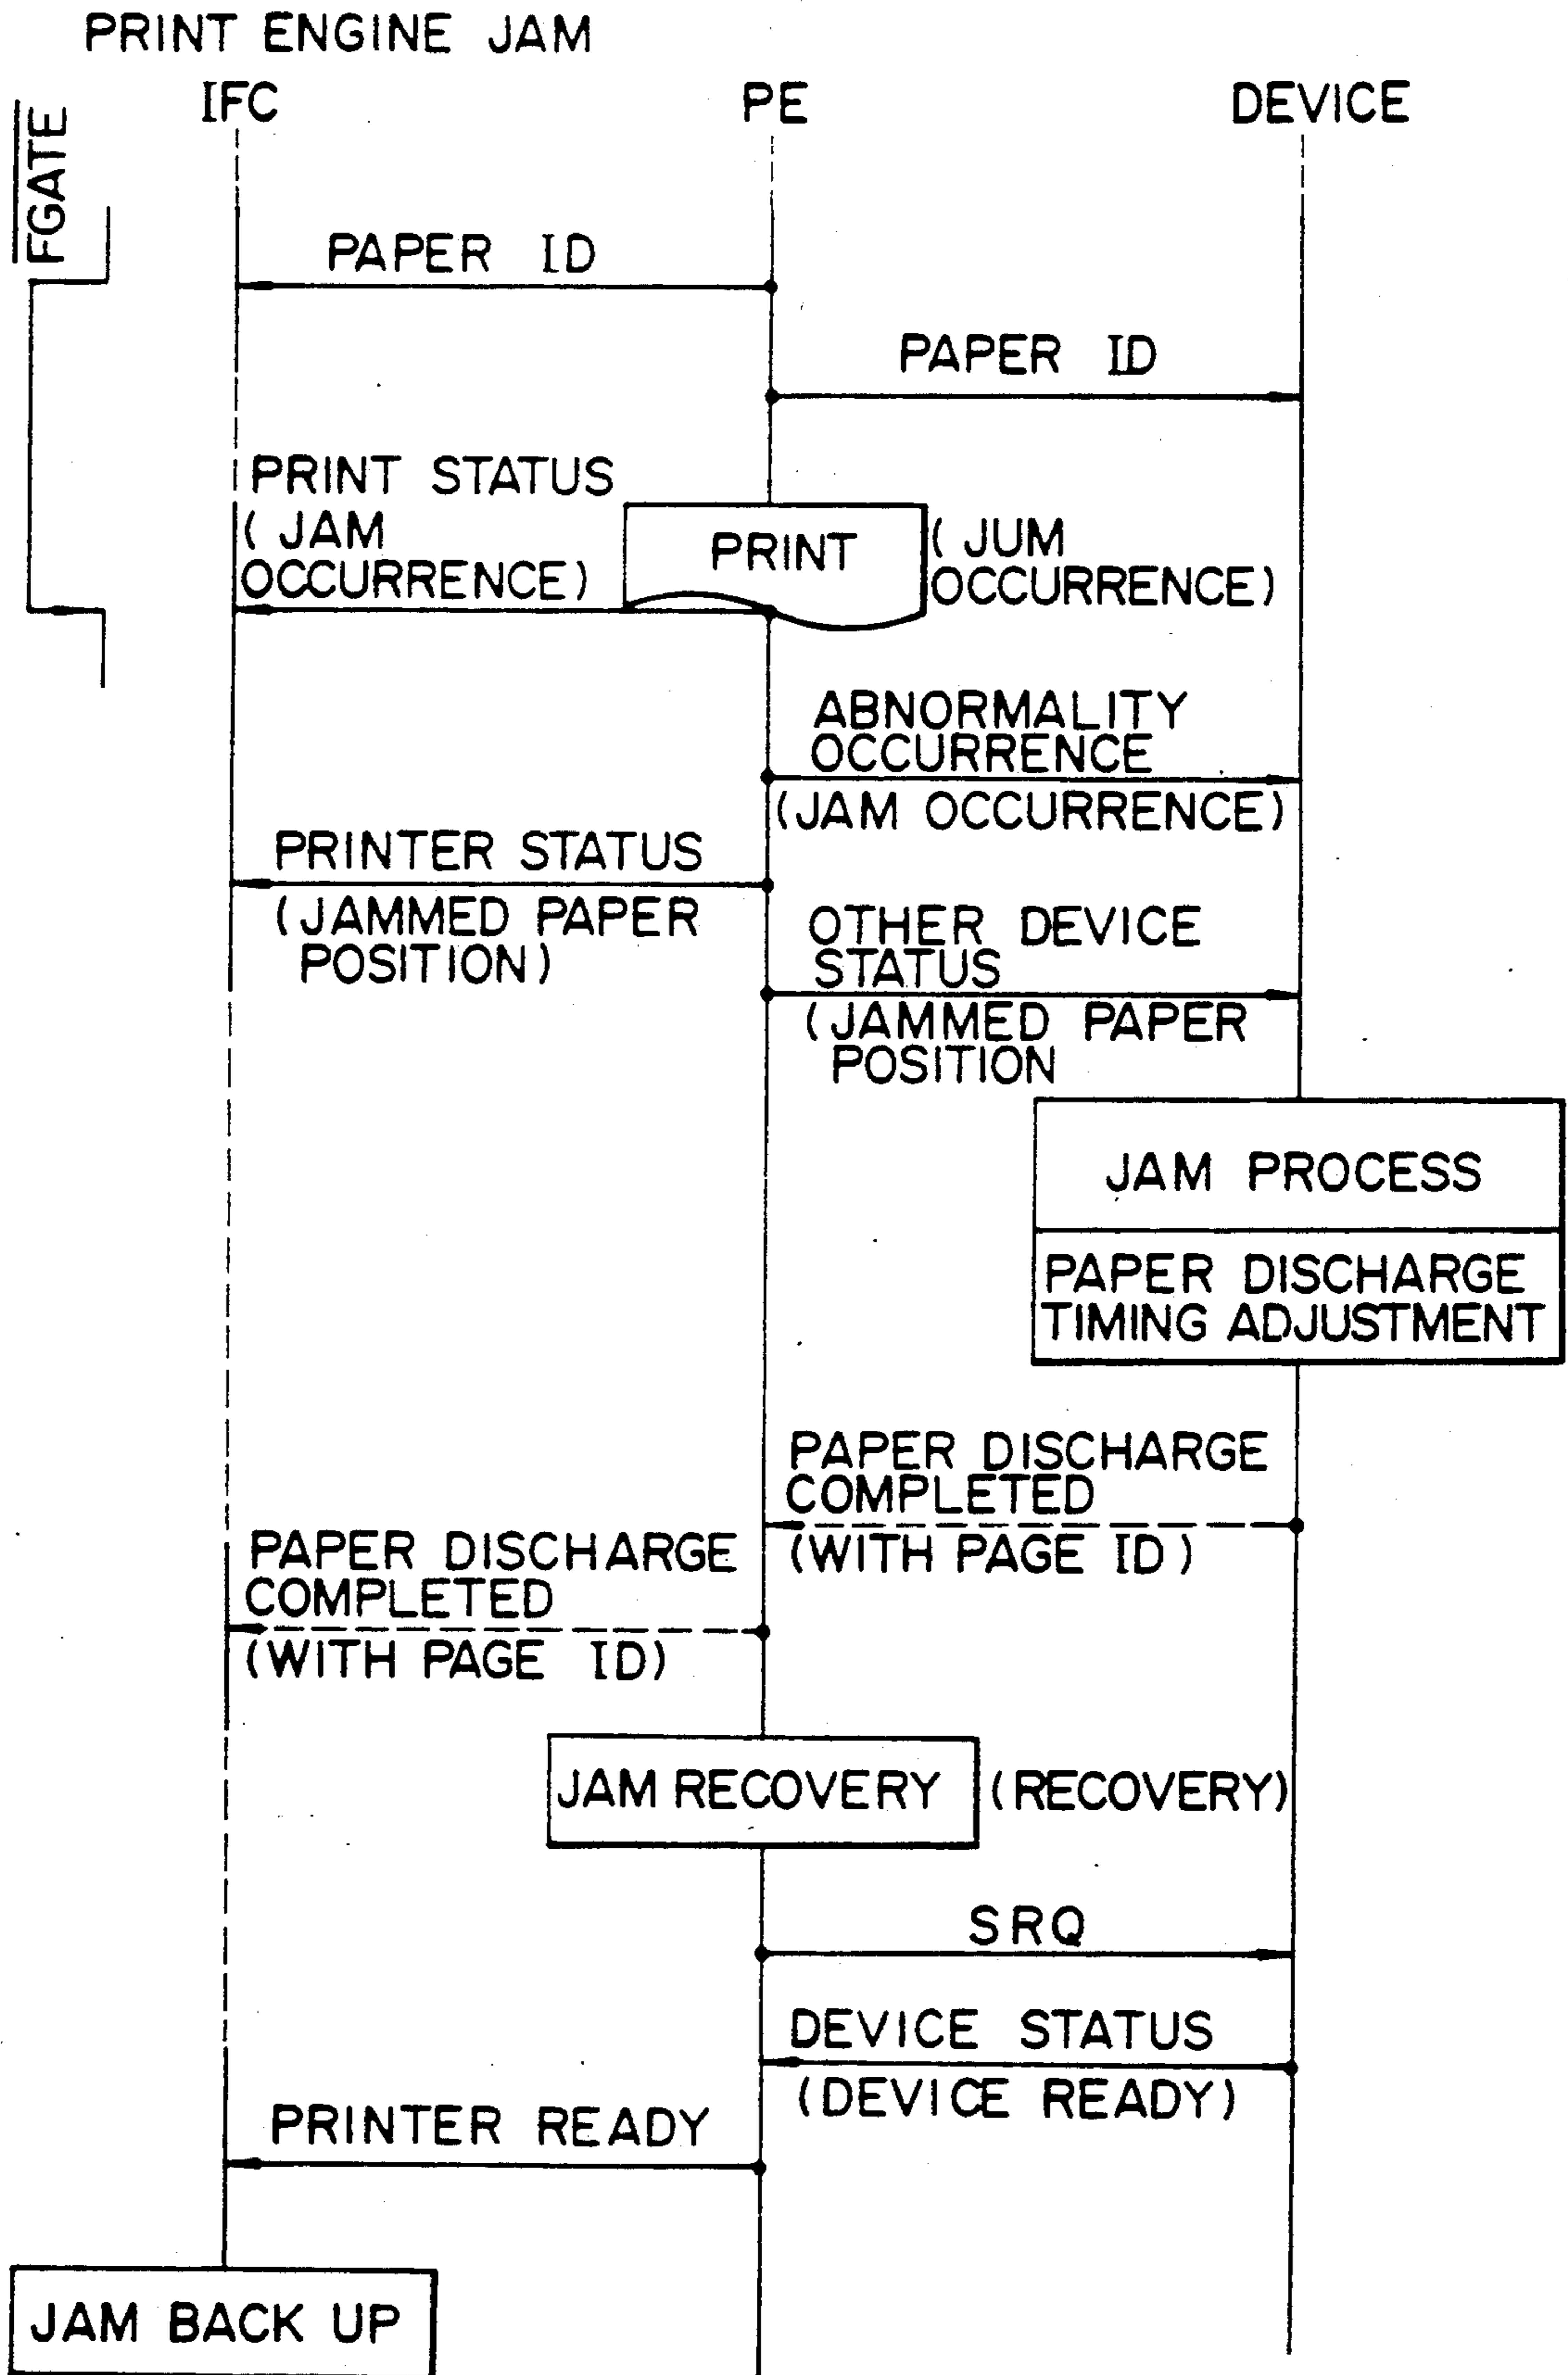 PRINT ENGINE JAM
IFC PE DEVICE
FGATE
PAPER ID
PAPER ID
PRINT STATUS
( JAM
OCCURRENCE)
PRINT
( JUM
OCCURRENCE)
ABNORMALITY
OCCURRENCE
(JAM OCCURRENCE)
PRINTER STATUS
(JAMMED PAPER
POSITION)
OTHER DEVICE
STATUS
(JAMMED PAPER
POSITION
JAM PROCESS
PAPER DISCHARGE
TIMING ADJUSTMENT
PAPER DISCHARGE
COMPLETED
(WITH PAGE ID)
PAPER DISCHARGE
COMPLETED
(WITH PAGE ID)
JAM RECOVERY
(RECOVERY)
SRQ
DEVICE STATUS
(DEVICE READY)
PRINTER READY
JAM BACK UP